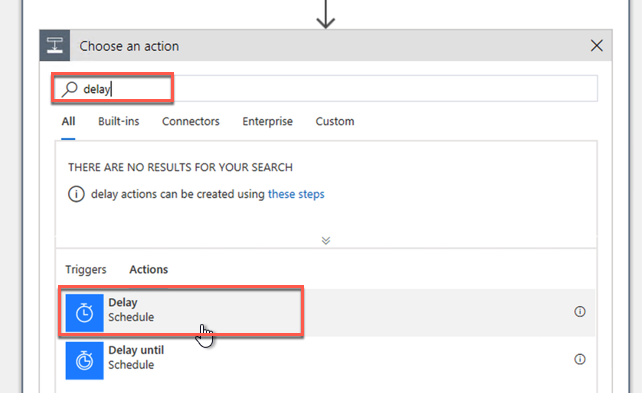 Choose an action
delay
All Built-ins Connectors Enterprise Custom
THERE ARE NO RESULTS FOR YOUR SEARCH
delay actions can be created using these steps
Triggers Actions
Delay
Schedule
Delay until
Schedule